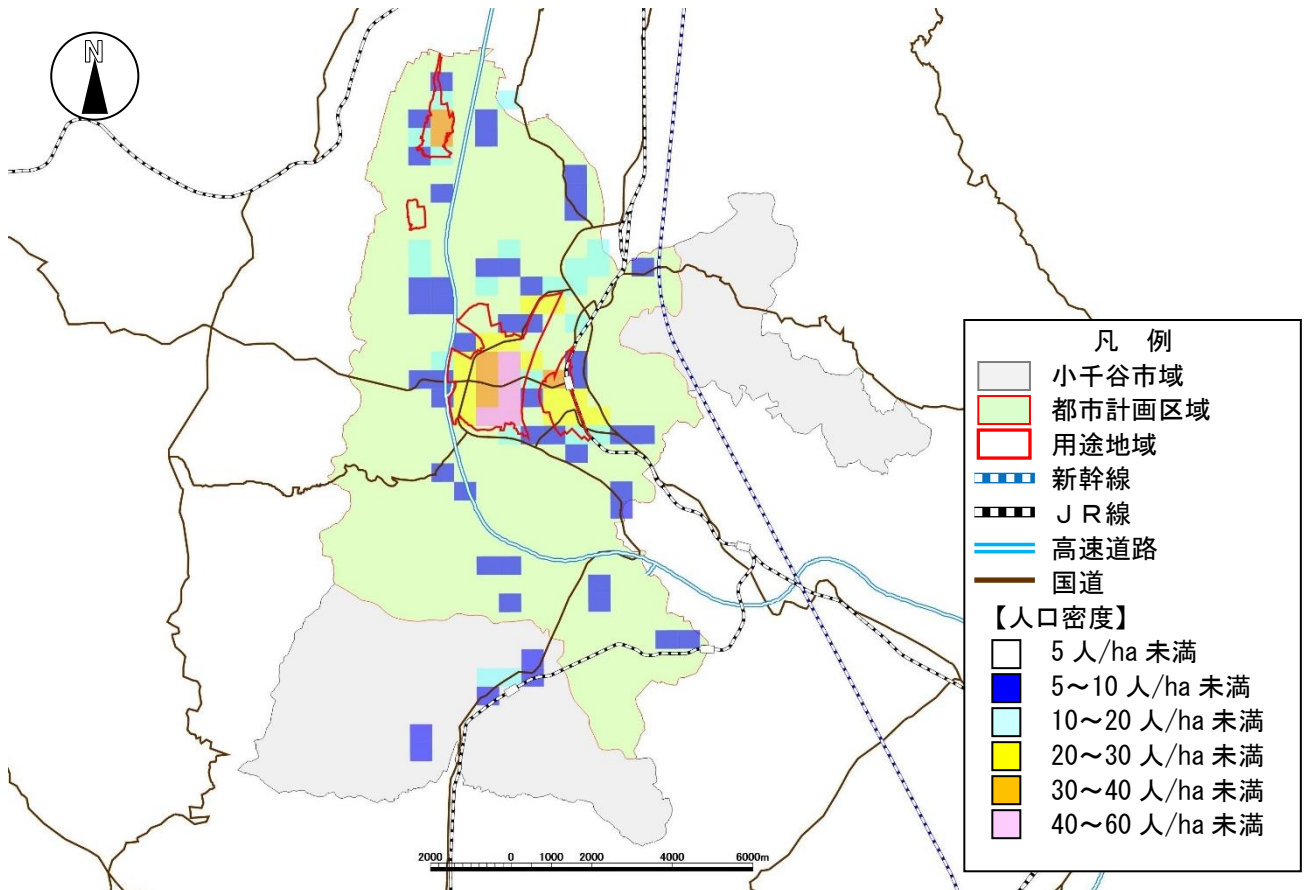 N
凡 例
小千谷市域
都市計画区域
用途地域
新幹線
ＪＲ線
高速道路
国道
【人口密度】
5 人/ha 未満
5～10 人/ha 未満
10～20 人/ha 未満
20～30 人/ha 未満
30～40 人/ha 未満
40～60 人/ha 未満
2000 0 1000 2000 4000 6000m